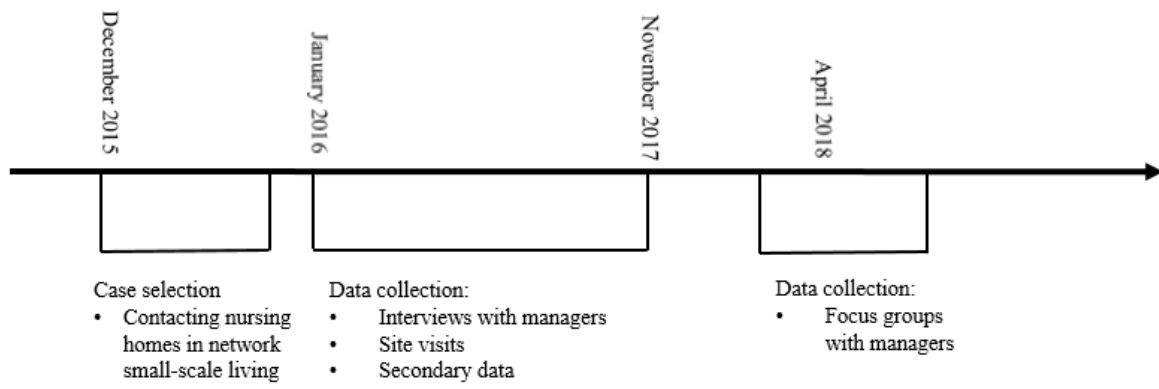 December 2015
January 2016
November 2017
April 2018
Case selection
• Contacting nursing
homes in network
small-scale living
Data collection:
• Interviews with managers
• Site visits
• Secondary data
Data collection:
• Focus groups
with managers